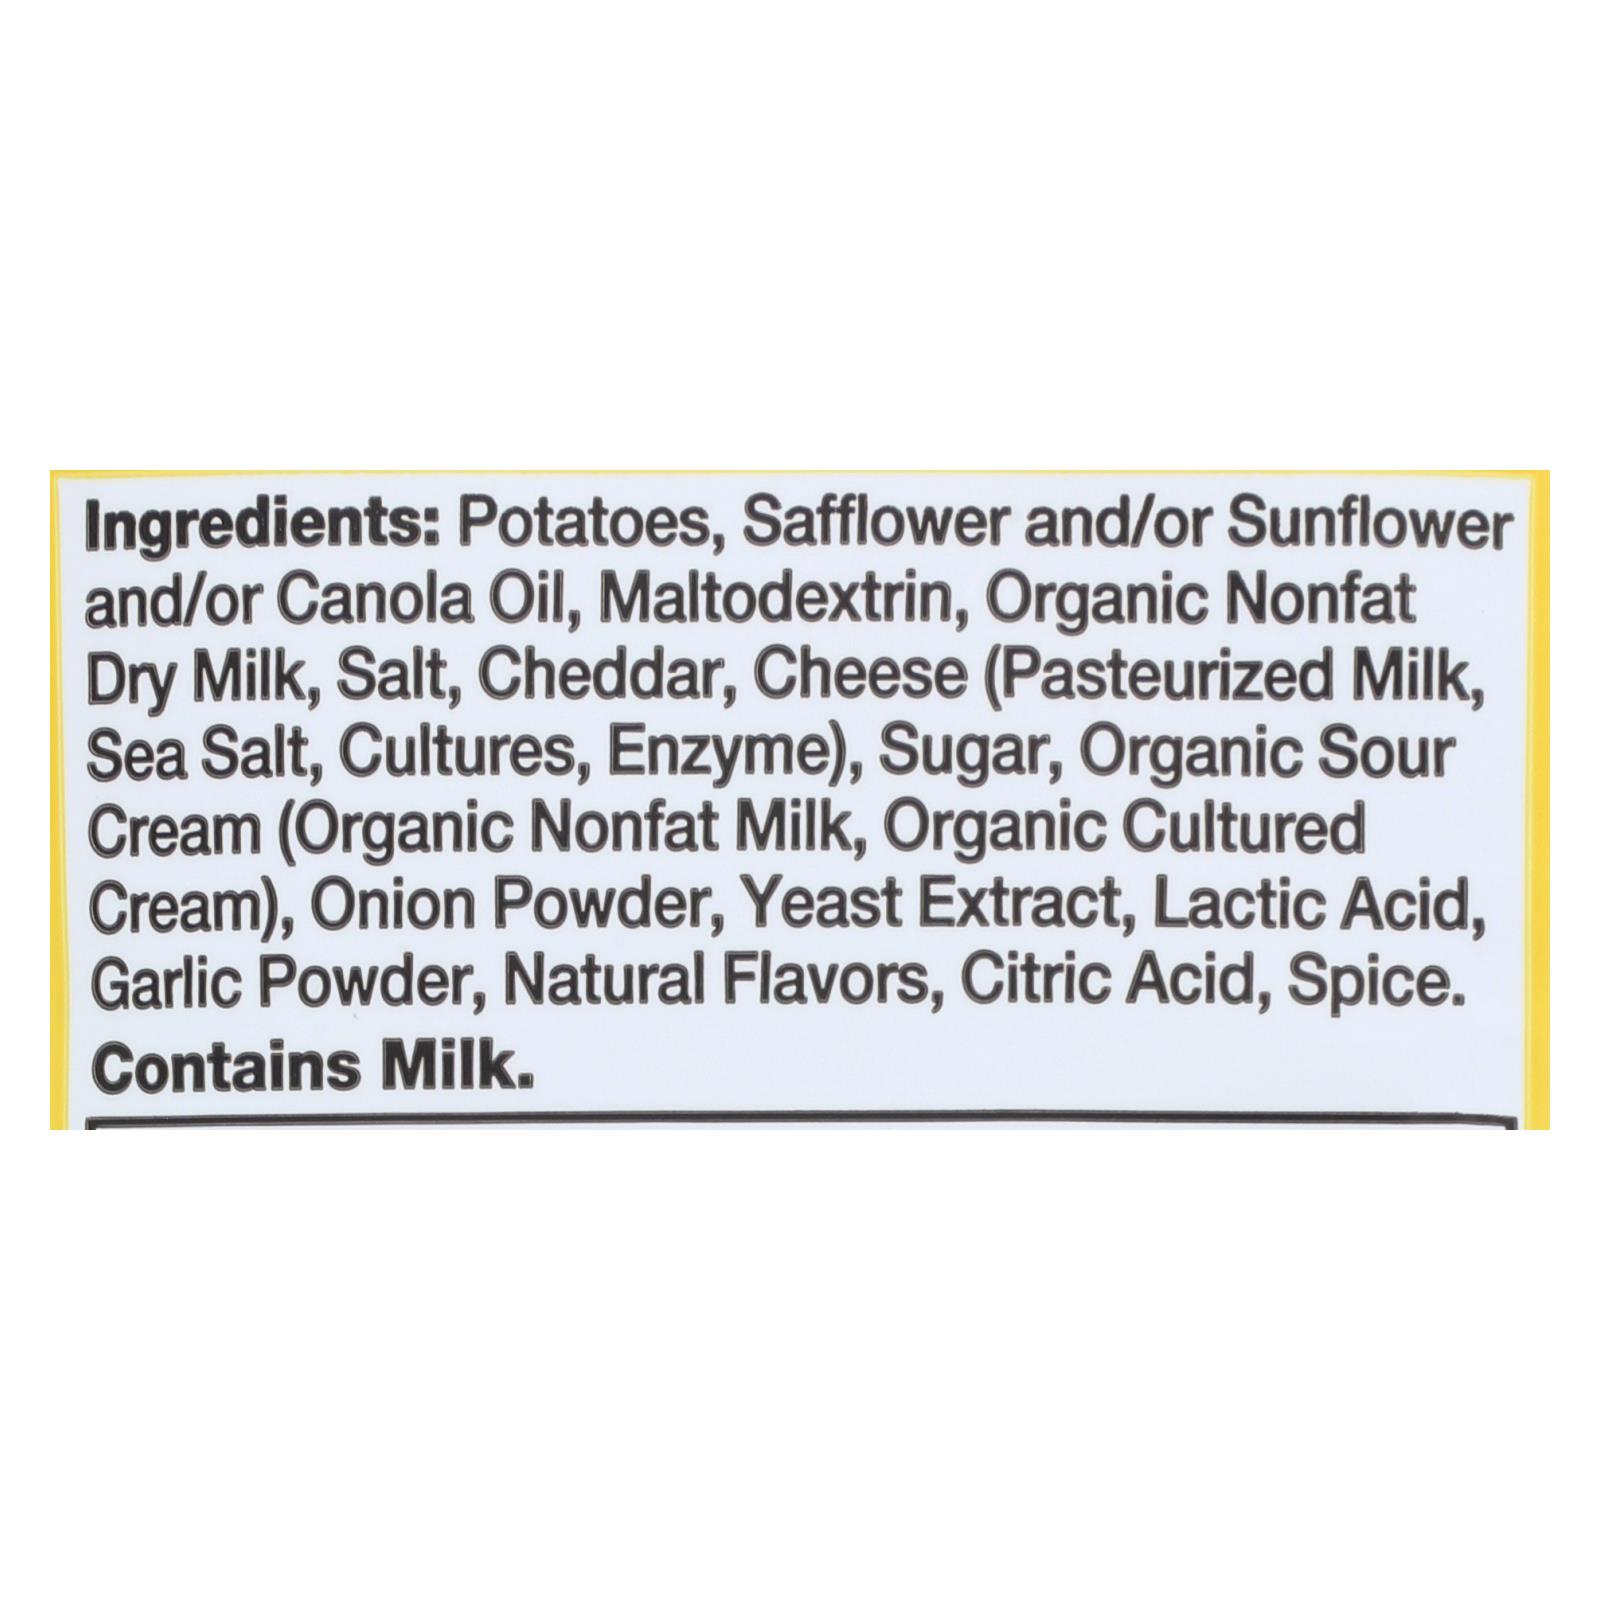 Ingredients: Potatoes, Safflower and/or Sunflower
and/or Canola Oil, Maltodextrin, Organic Nonfat
Dry Milk, Salt, Cheddar, Cheese (Pasteurized Milk,
Sea Salt, Cultures, Enzyme), Sugar, Organic Sour
Cream (Organic Nonfat Milk, Organic Cultured
Cream), Onion Powder, Yeast Extract, Lactic Acid,
Garlic Powder, Natural Flavors, Citric Acid, Spice.
Contains Milk.